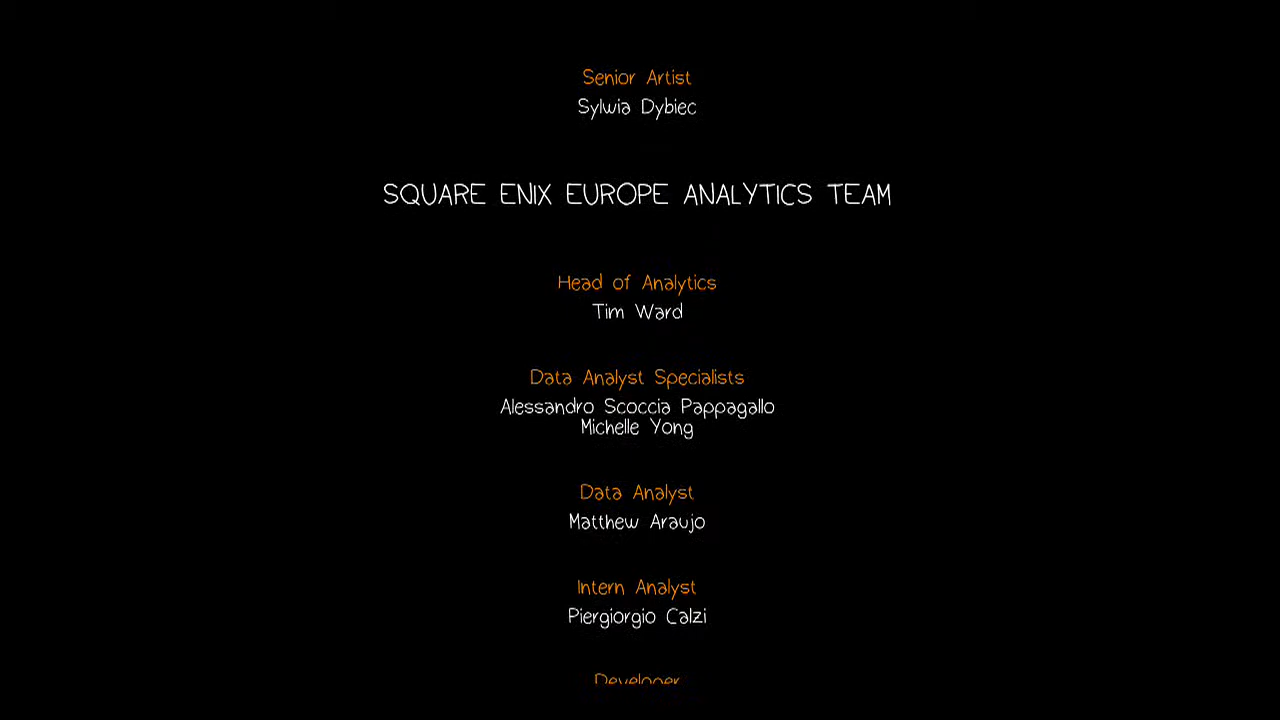 Senior Artist
Sylwia Dybiec
SQUARE ENIX EUROPE ANALYTICS TEAM
Head of Analytics
Tim Ward
Data Analyst Specialists
Alessandro Scoccia Pappagallo
Michelle Yong
Data Analyst
Matthew Araujo
Intern Analyst
Piergiorgio Calzi
Developer